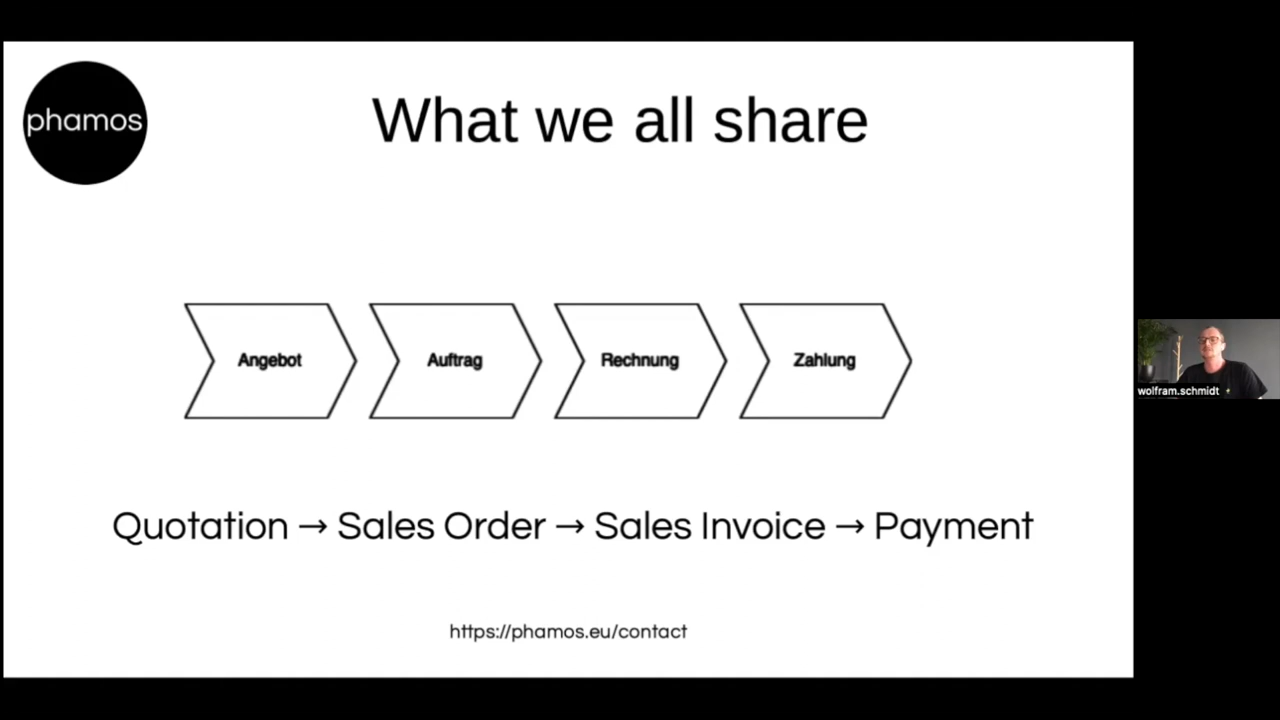 phamos
What we all share
Angebot
Auftrag
Rechnung
Zahlung
Quotation → Sales Order → Sales Invoice → Payment
https://phamos.eu/contact
wolfram.schmidt